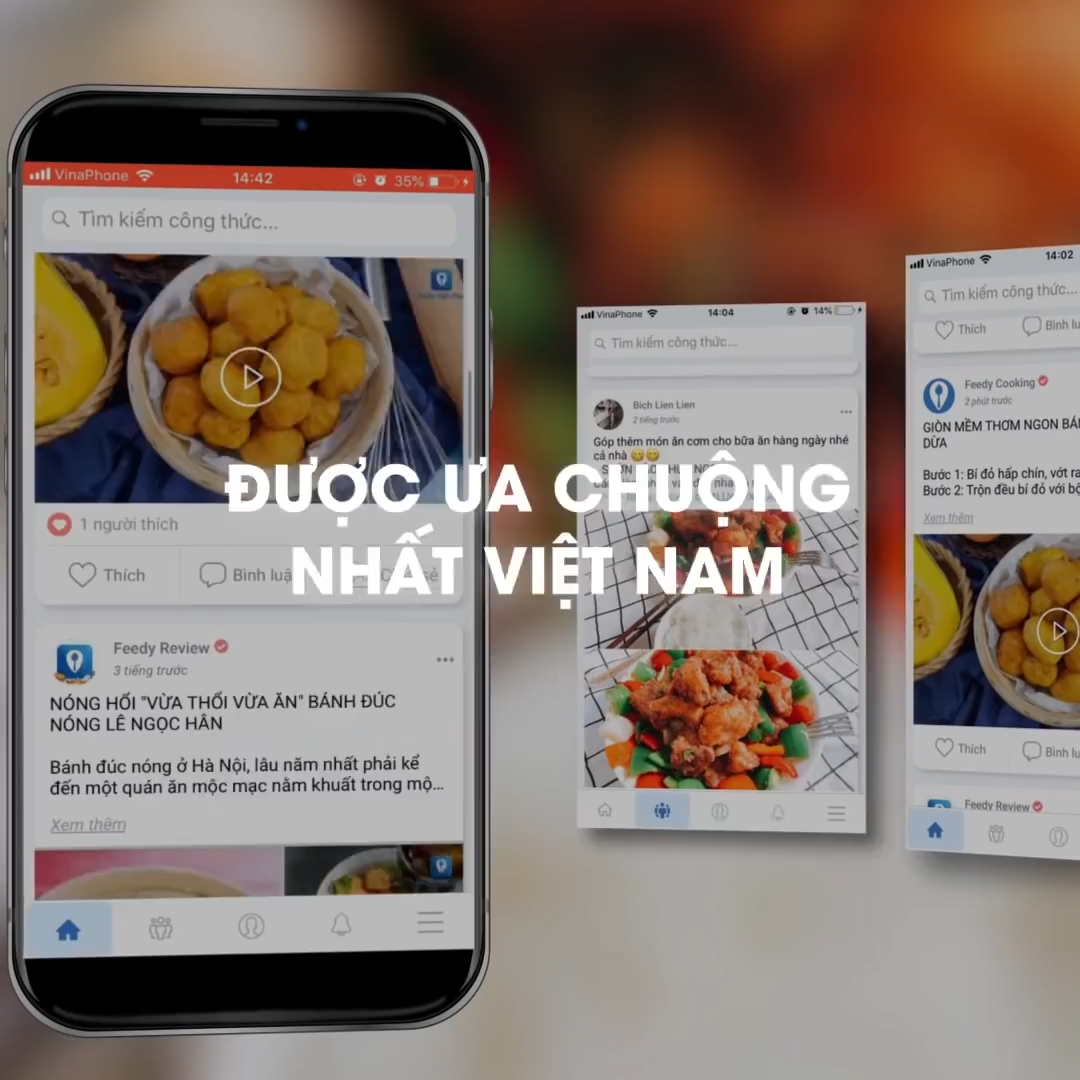 VinaPhone
14:42
35%
Tìm kiếm công thức...
1 người thích
Thích
Bình luậ
Feedy Review
3 tiếng trước
NÓNG HỔI "VỪA THỔI VỪA ĂN" BÁNH ĐÚC
NÓNG LÊ NGỌC HÂN
Bánh đúc nóng ở Hà Nội, lâu năm nhất phải kể
đến một quán ăn mộc mạc nằm khuất trong mộ...
Xem thêm
ĐƯỢC ƯA CHUỘNG
NHẤT VIỆT NAM
VinaPhone
14:04
14%
Tìm kiếm công thức...
Bich Lien Lien
2 tiếng trước
Góp thêm món ăn cơm cho bữa ăn hàng ngày nhé
cả nhà
VinaPhone
14:02
Tìm kiếm công thức...
Thích
Bình lu
Feedy Cooking
2 phút trước
GIÒN MỀM THƠM NGON BÁN
DỪA
Bước 1: Bí đỏ hấp chín, vớt ra
Bước 2: Trộn đều bí đỏ với bộ
Xem thêm
Thích
Bình lu
Feedy Review